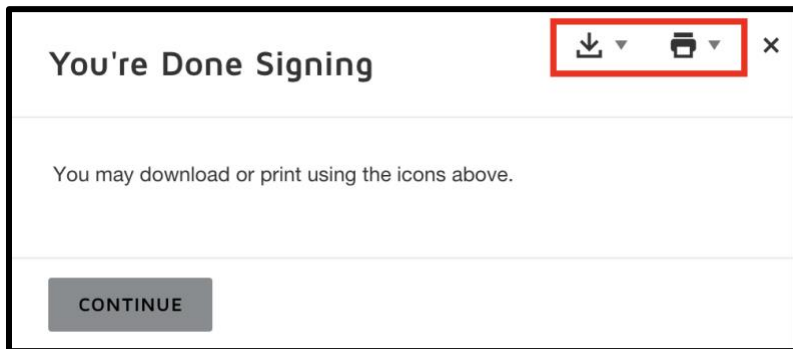 You're Done Signing
You may download or print using the icons above.
CONTINUE